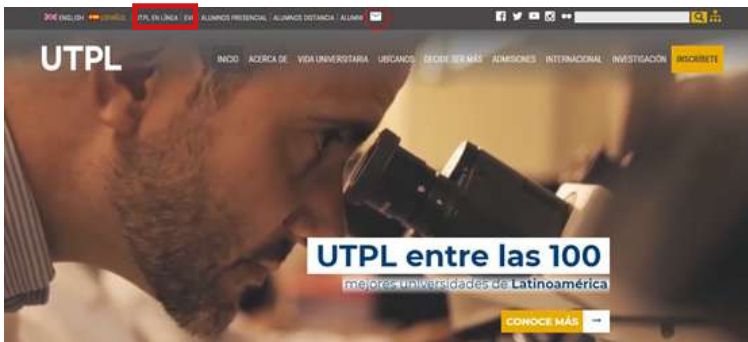 ENGLISH ESPAÑOL UTPL EN LÍNEA EVA ALUMNOS PRESENCIAL ALUMNOS DISTANCIA ALUMNI
UTPL
INICIO ACERCA DE VIDA UNIVERSITARIA UBÍCANOS DECIDE SER MÁS ADMISIONES INTERNACIONAL INVESTIGACIÓN INSCRÍBETE
UTPL entre las 100
mejores universidades de Latinoamérica
CONOCE MÁS